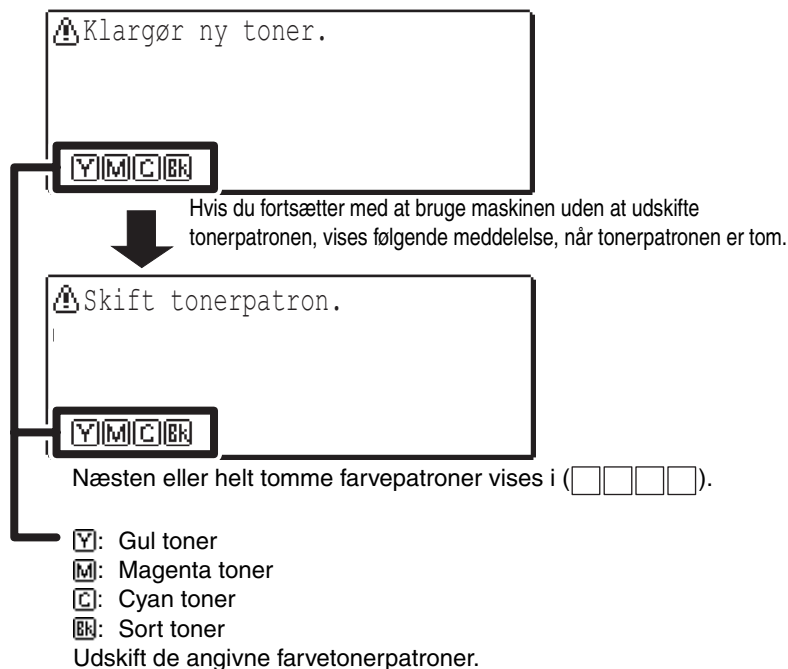 ⚠Klargør ny toner.
Y M C Bk
Hvis du fortsætter med at bruge maskinen uden at udskifte
tonerpatronen, vises følgende meddelelse, når tonerpatronen er tom.
⚠Skift tonerpatron.
Y M C Bk
Næsten eller helt tomme farvepatroner vises i (□□□□).
Y: Gul toner
M: Magenta toner
C: Cyan toner
Bk: Sort toner
Udskift de angivne farvetonerpatroner.